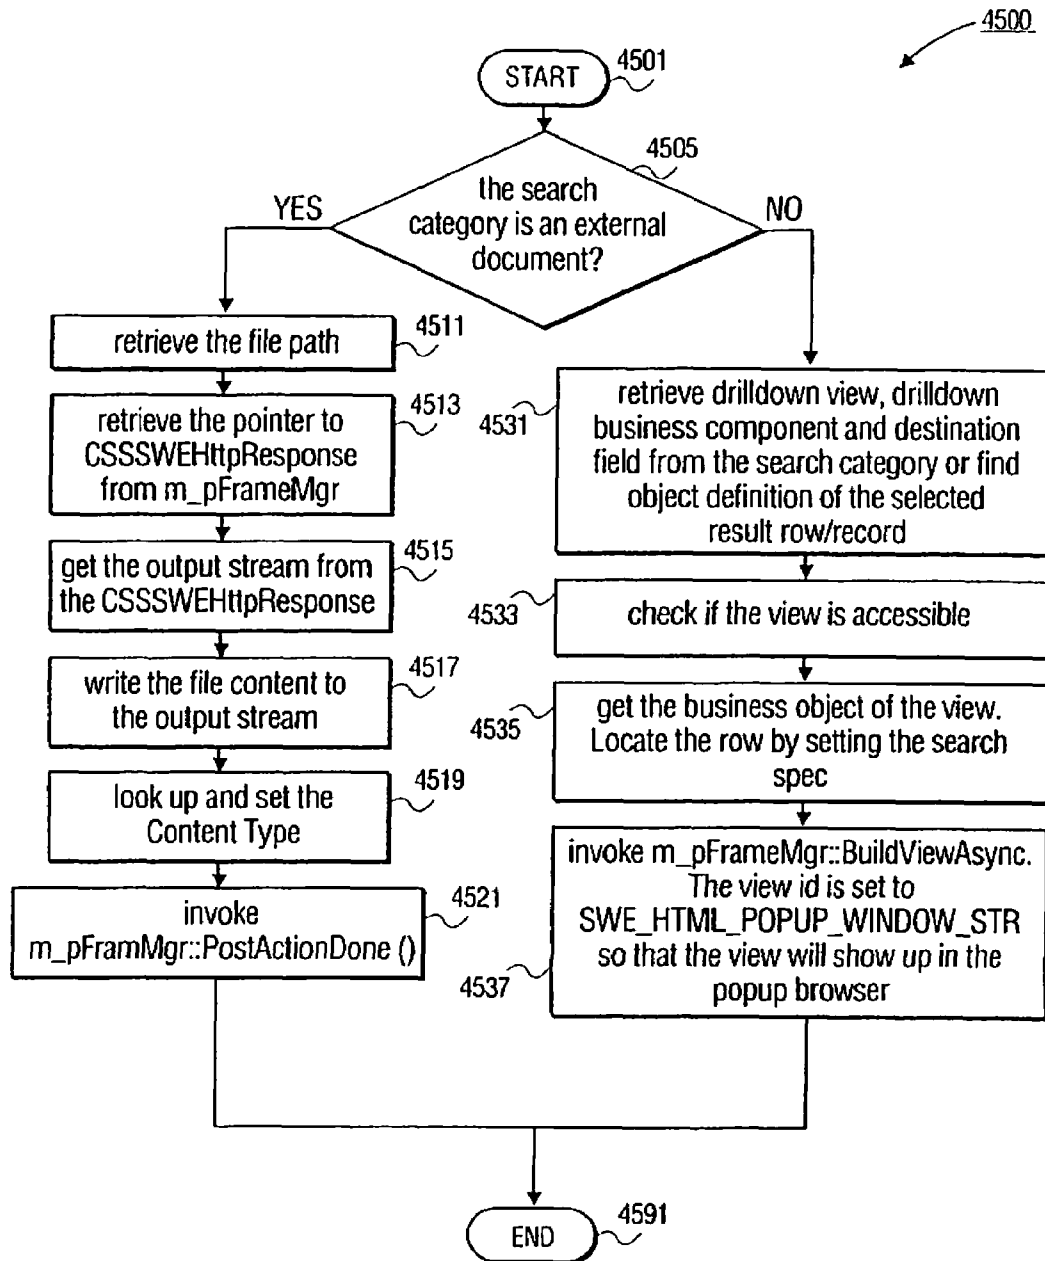 4500
START
4501
4505
the search
category is an external
document?
YES
NO
retrieve the file path
4511
retrieve the pointer to
CSSSWEHttpResponse
from m_pFrameMgr
4513
get the output stream from
the CSSSWEHttpResponse
4515
write the file content to
the output stream
4517
look up and set the
Content Type
4519
invoke
m_pFramMgr::PostActionDone ()
4521
retrieve drilldown view, drilldown
business component and destination
field from the search category or find
object definition of the selected
result row/record
4531
check if the view is accessible
4533
get the business object of the view.
Locate the row by setting the search
spec
4535
invoke m_pFrameMgr::BuildViewAsync.
The view id is set to
SWE_HTML_POPUP_WINDOW_STR
so that the view will show up in the
popup browser
4537
END
4591